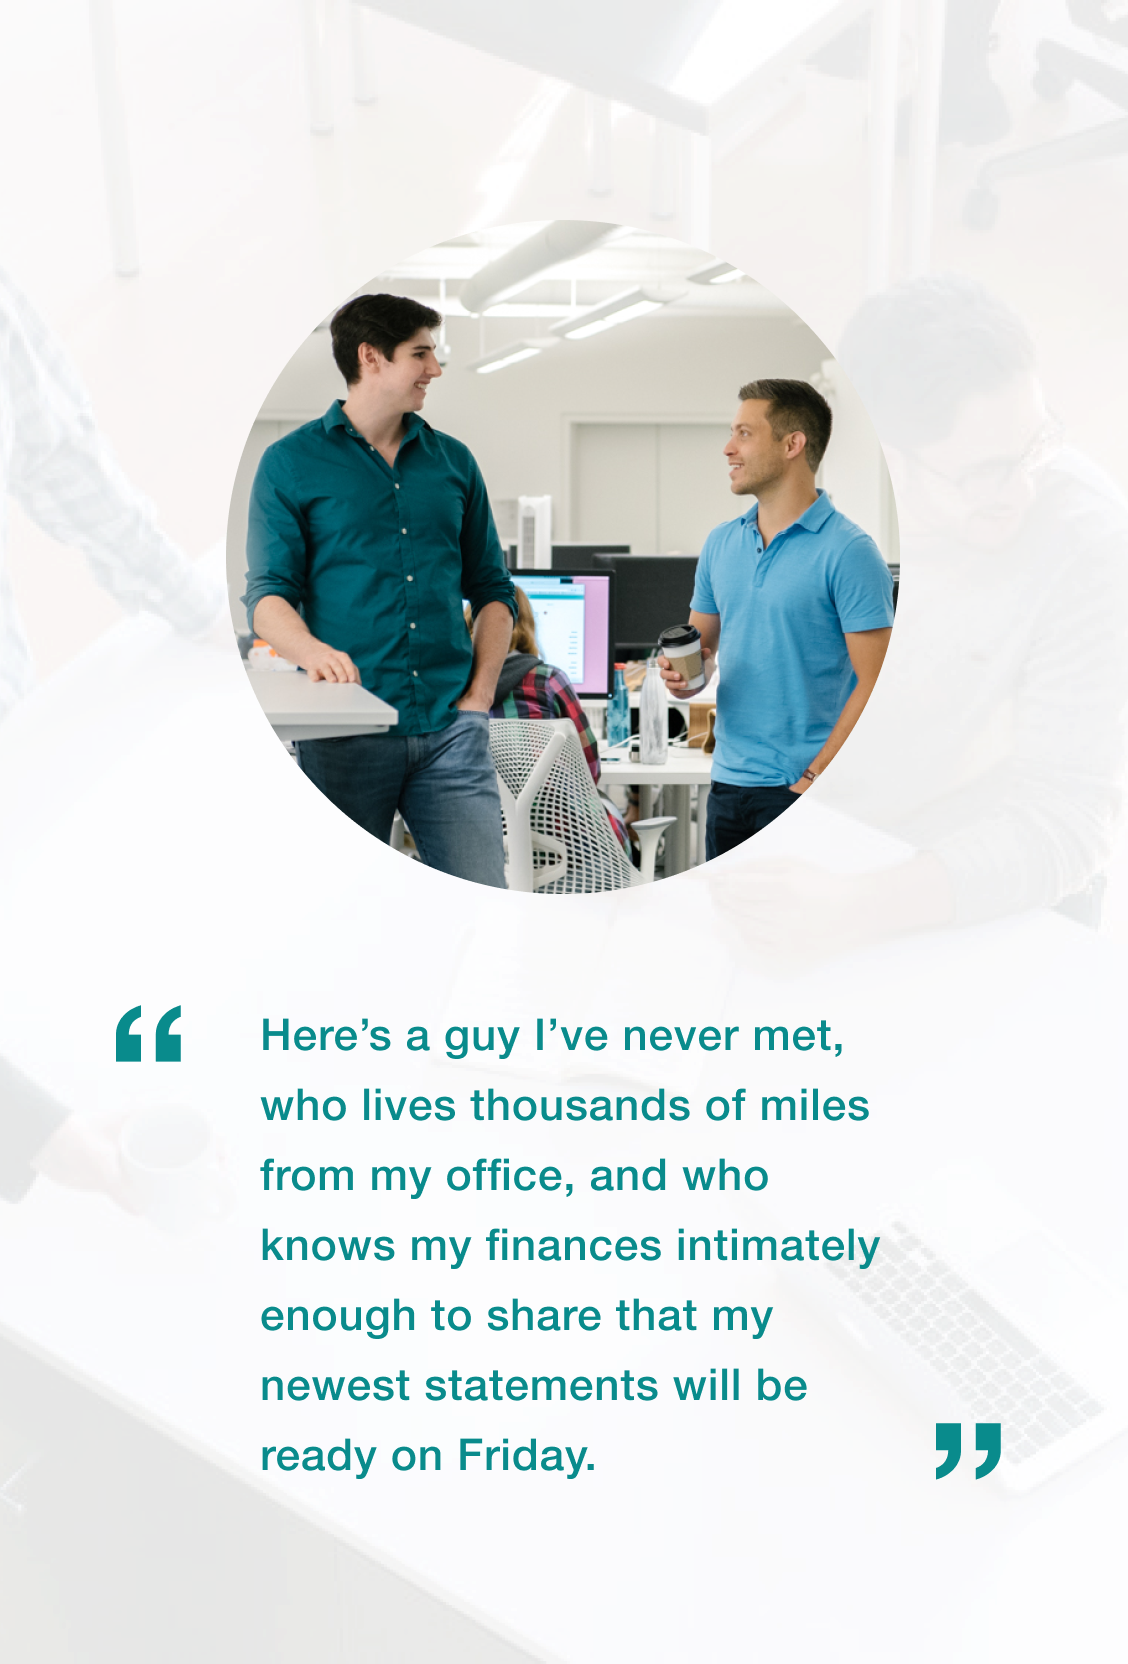 “ Here’s a guy I’ve never met,
who lives thousands of miles
from my office, and who
knows my finances intimately
enough to share that my
newest statements will be
ready on Friday. ”